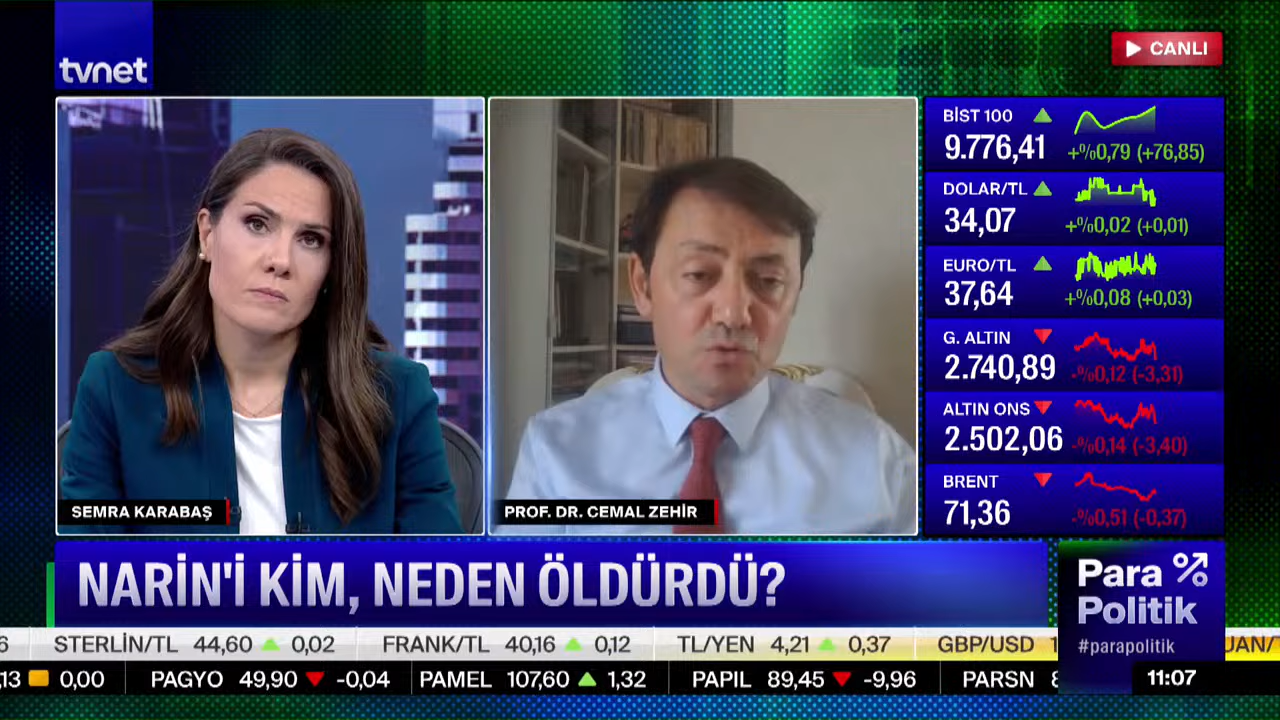 tvnet
CANLI
BİST 100
9.776,41
+%0,79 (+76,85)
DOLAR/TL
34,07
+%0,02 (+0,01)
EURO/TL
37,64
+%0,08 (+0,03)
G. ALTIN
2.740,89
-%0,12 (-3,31)
ALTIN ONS
2.502,06
-%0,14 (-3,40)
BRENT
71,36
-%0,51 (-0,37)
SEMRA KARABAŞ
PROF. DR. CEMAL ZEHİR
NARİN'İ KİM, NEDEN ÖLDÜRDÜ?
Para %
Politik
#parapolitik
6 STERLİN/TL 44,60 0,02 FRANK/TL 40,16 0,12 TL/YEN 4,21 0,37 GBP/USD 1
,13 0,00 PAGYO 49,90 -0,04 PAMEL 107,60 1,32 PAPIL 89,45 -9,96 PARSN
11:07